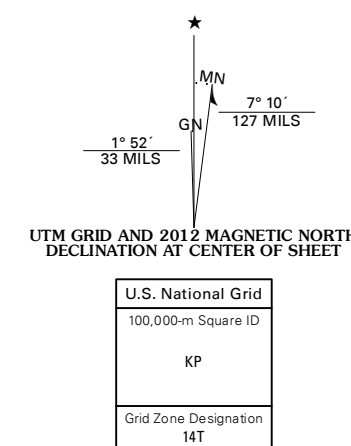 ★
MN
GN
7° 10´
127 MILS
1° 52´
33 MILS
UTM GRID AND 2012 MAGNETIC NORTH
DECLINATION AT CENTER OF SHEET
U.S. National Grid
100,000-m Square ID
KP
Grid Zone Designation
14T